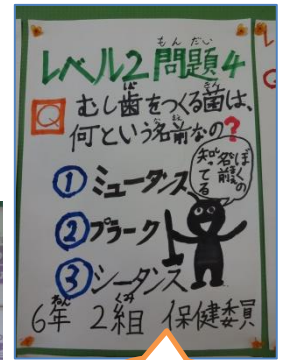 レベル2 問題4
Q むし歯をつくる菌は、
何という名前なの?
① ミュータンス
② プラーク
③ シータンス
ぼくの
名前
知ってる
6年 2組 保健委員